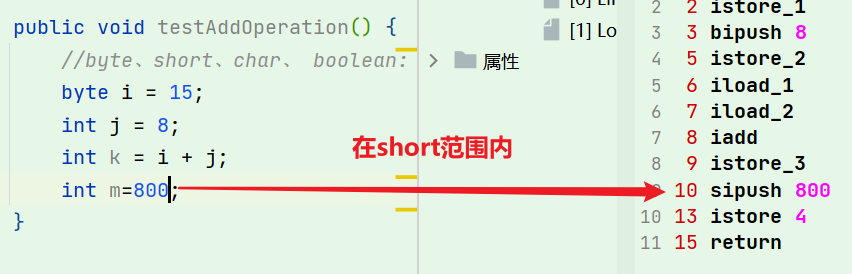 public void testAddOperation() {
//byte、short、char、 boolean:
byte i = 15;
int j = 8;
int k = i + j;
int m=800;
}
[1] Lo
属性
在short范围内
2 2 istore_1
3 3 bipush 8
4 5 istore_2
5 6 iload_1
6 7 iload_2
7 8 iadd
8 9 istore_3
10 sipush 800
10 13 istore 4
11 15 return